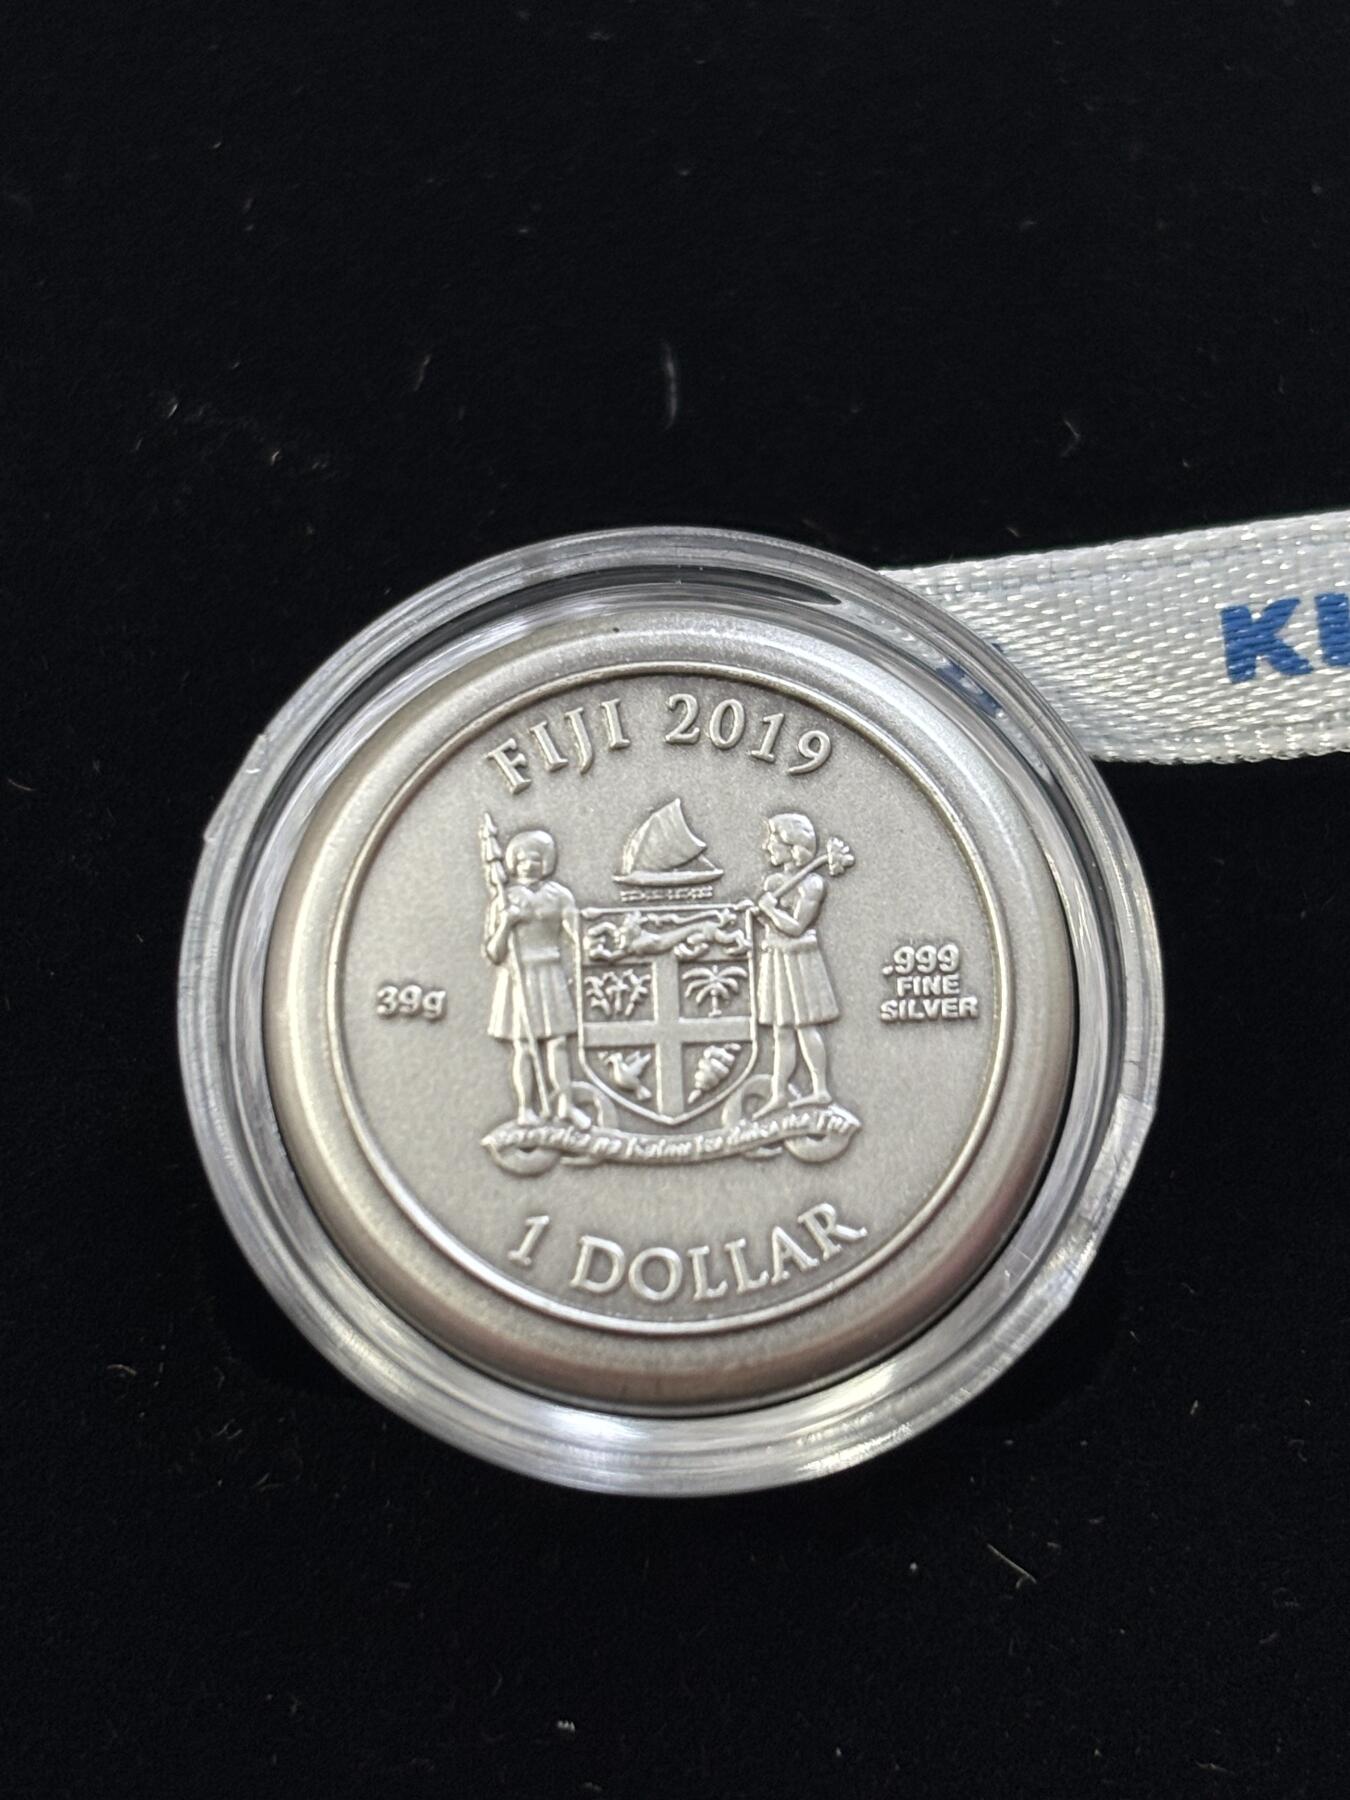 FIJI 2019
39g
.999
FINE
SILVER
1 DOLLAR